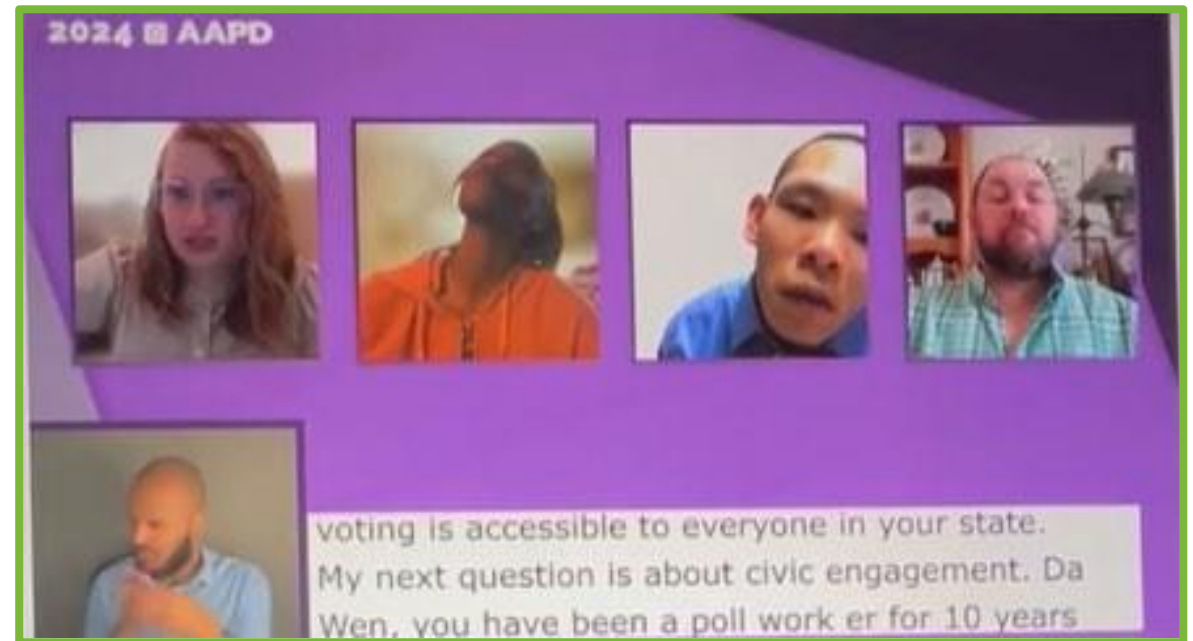 2024 @ AAPD
voting is accessible to everyone in your state.
My next question is about civic engagement. Da
Wen, you have been a poll work er for 10 years